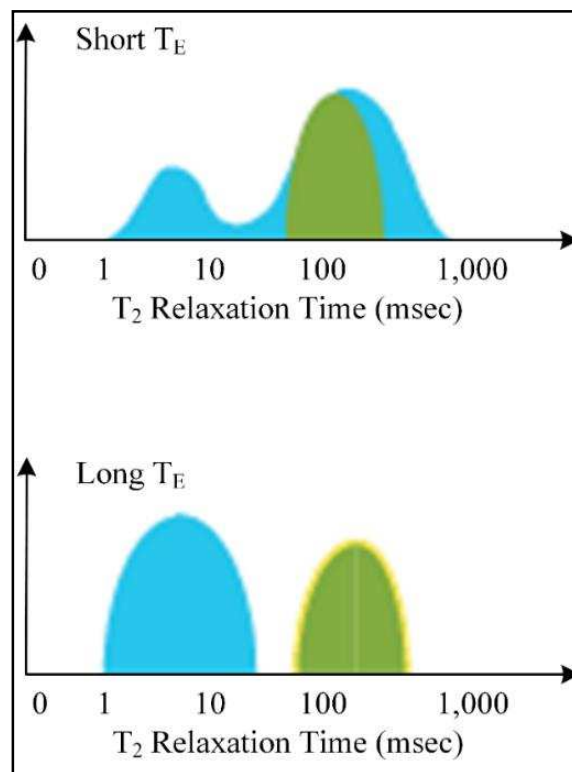 Short T_E
0 1 10 100 1,000
T_2 Relaxation Time (msec)
Long T_E
0 1 10 100 1,000
T_2 Relaxation Time (msec)